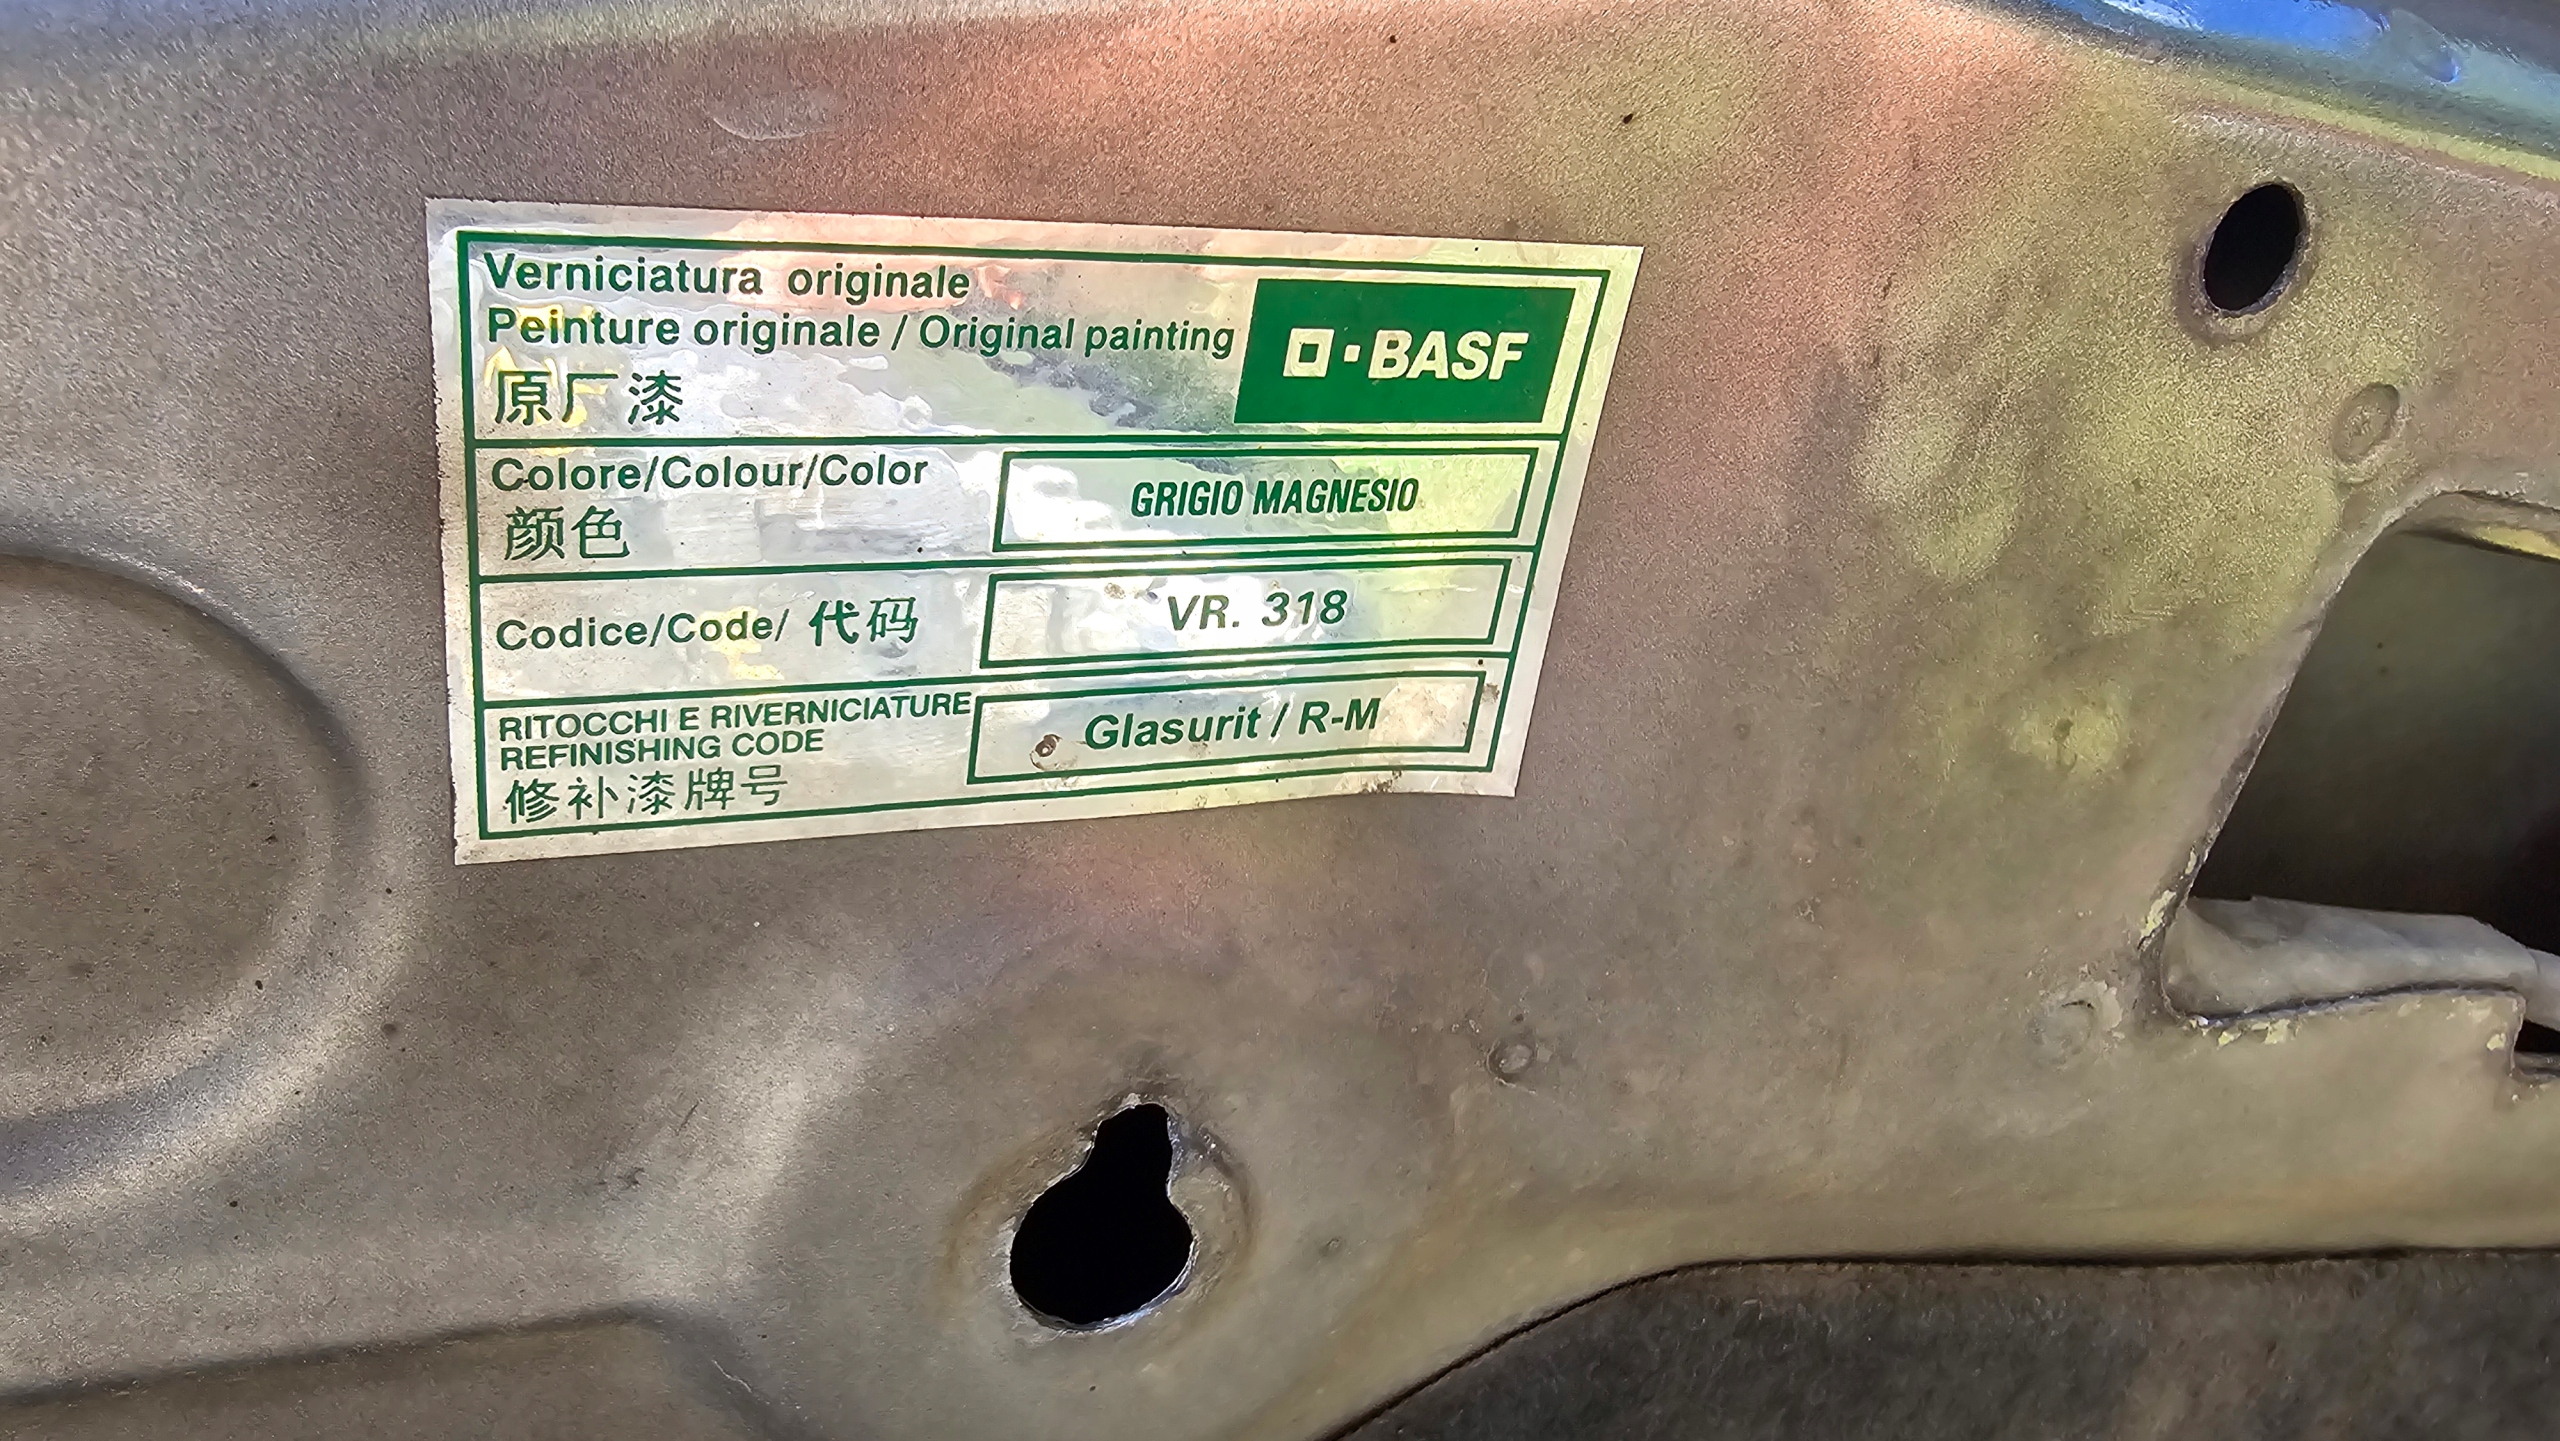 Verniciatura originale
Peinture originale / Original painting
原厂漆
BASF
Colore/Colour/Color
颜色
GRIGIO MAGNESIO
Codice/Code/ 代码
VR. 318
RITOCCHI E RIVERNICIATURE
REFINISHING CODE
修补漆牌号
Glasurit / R-M